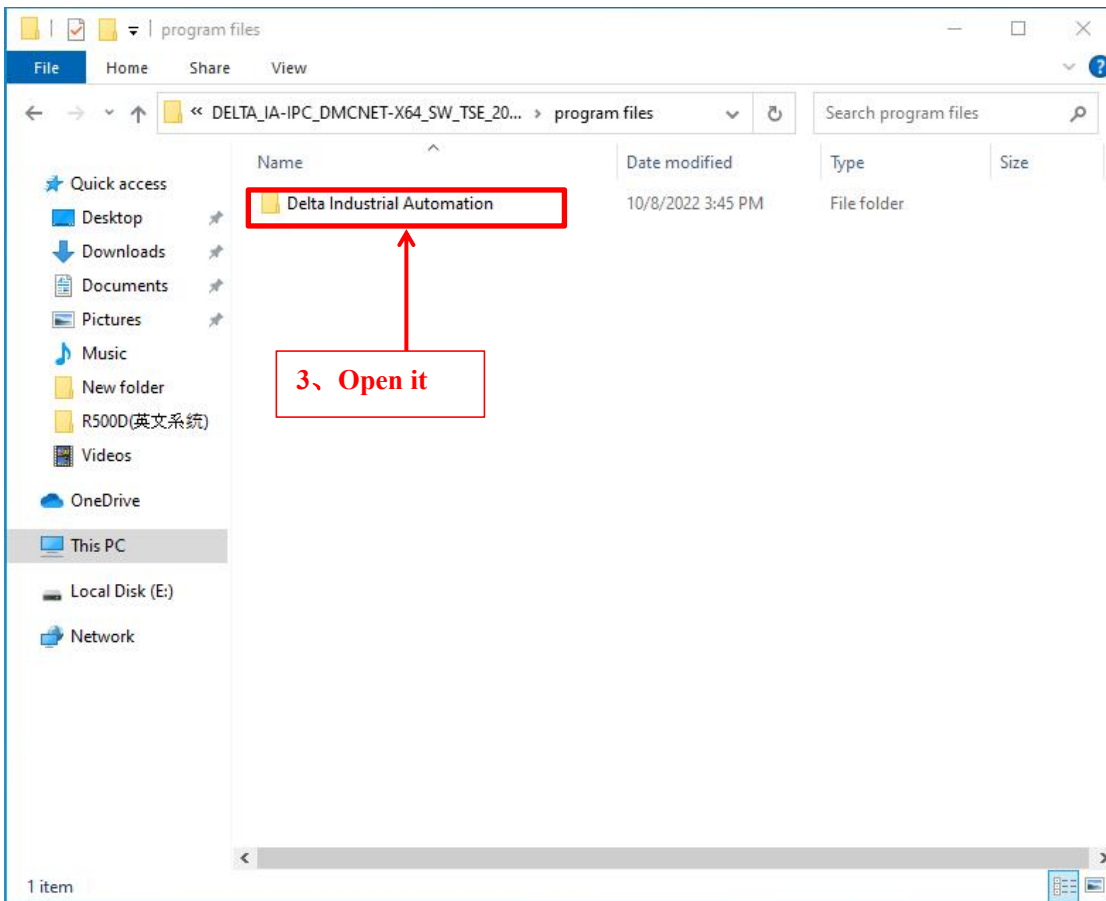 program files
File Home Share View
« DELTA_IA-IPC_DMCNET-X64_SW_TSE_20... › program files
Search program files
Name Date modified Type Size
Quick access
Delta Industrial Automation 10/8/2022 3:45 PM File folder
Desktop
Downloads
Documents
Pictures
Music
3、Open it
New folder
R500D(英文系统)
Videos
OneDrive
This PC
Local Disk (E:)
Network
1 item